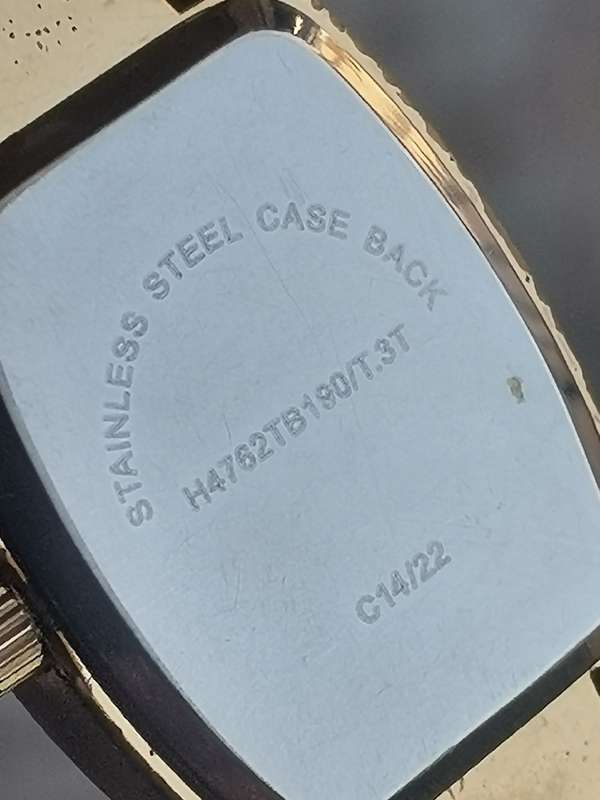 STAINLESS STEEL CASE BACK
H4762TB190/T.3T
C14/22